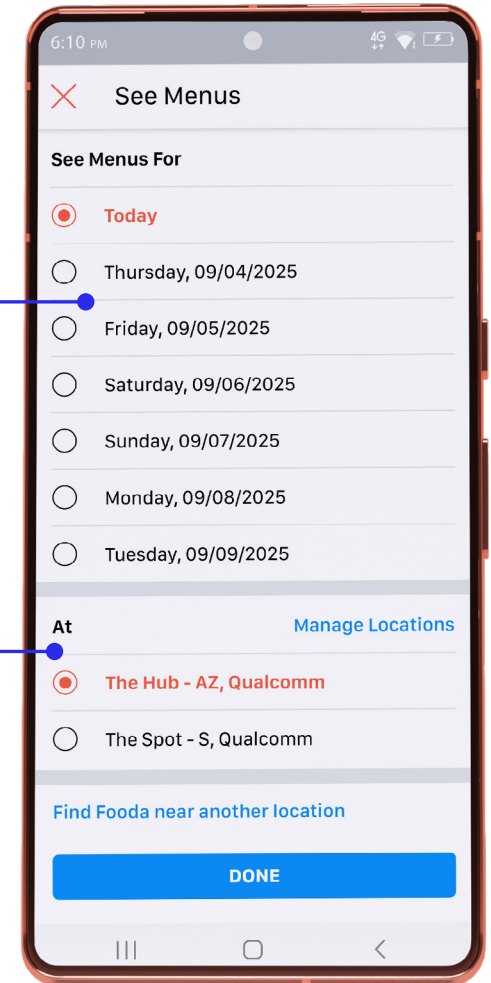 6:10 PM
4G
See Menus
See Menus For
Today
Thursday, 09/04/2025
Friday, 09/05/2025
Saturday, 09/06/2025
Sunday, 09/07/2025
Monday, 09/08/2025
Tuesday, 09/09/2025
At
Manage Locations
The Hub - AZ, Qualcomm
The Spot - S, Qualcomm
Find Fooda near another location
DONE